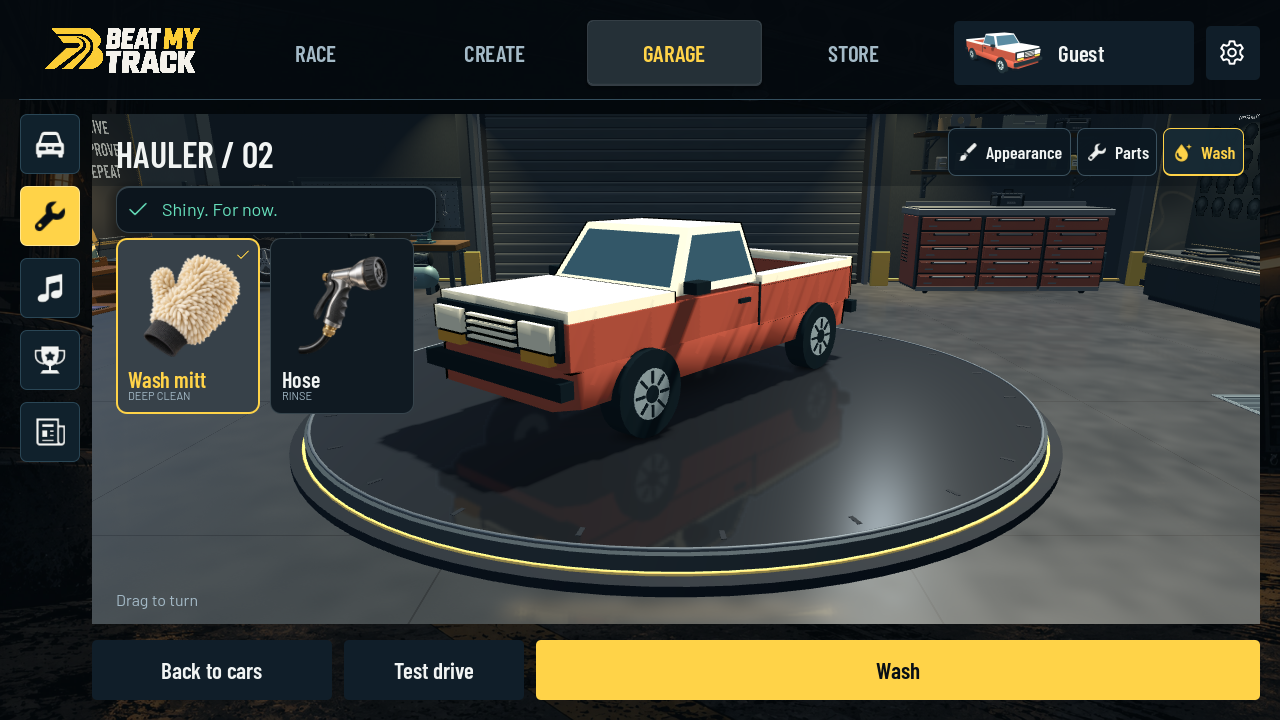 BEAT MY
TRACK
RACE
CREATE
GARAGE
STORE
Guest
HAULER / 02
Appearance
Parts
Wash
Shiny. For now.
Wash mitt
DEEP CLEAN
Hose
RINSE
Drag to turn
Back to cars
Test drive
Wash